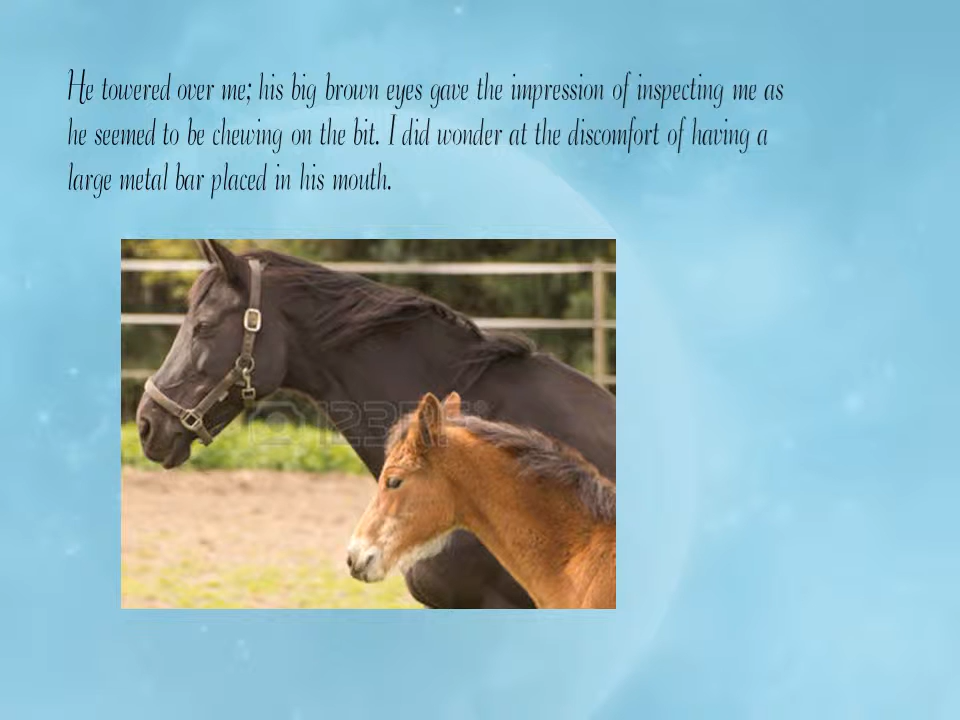 He towered over me; his big brown eyes gave the impression of inspecting me as
he seemed to be chewing on the bit. I did wonder at the discomfort of having a
large metal bar placed in his mouth.
123RF